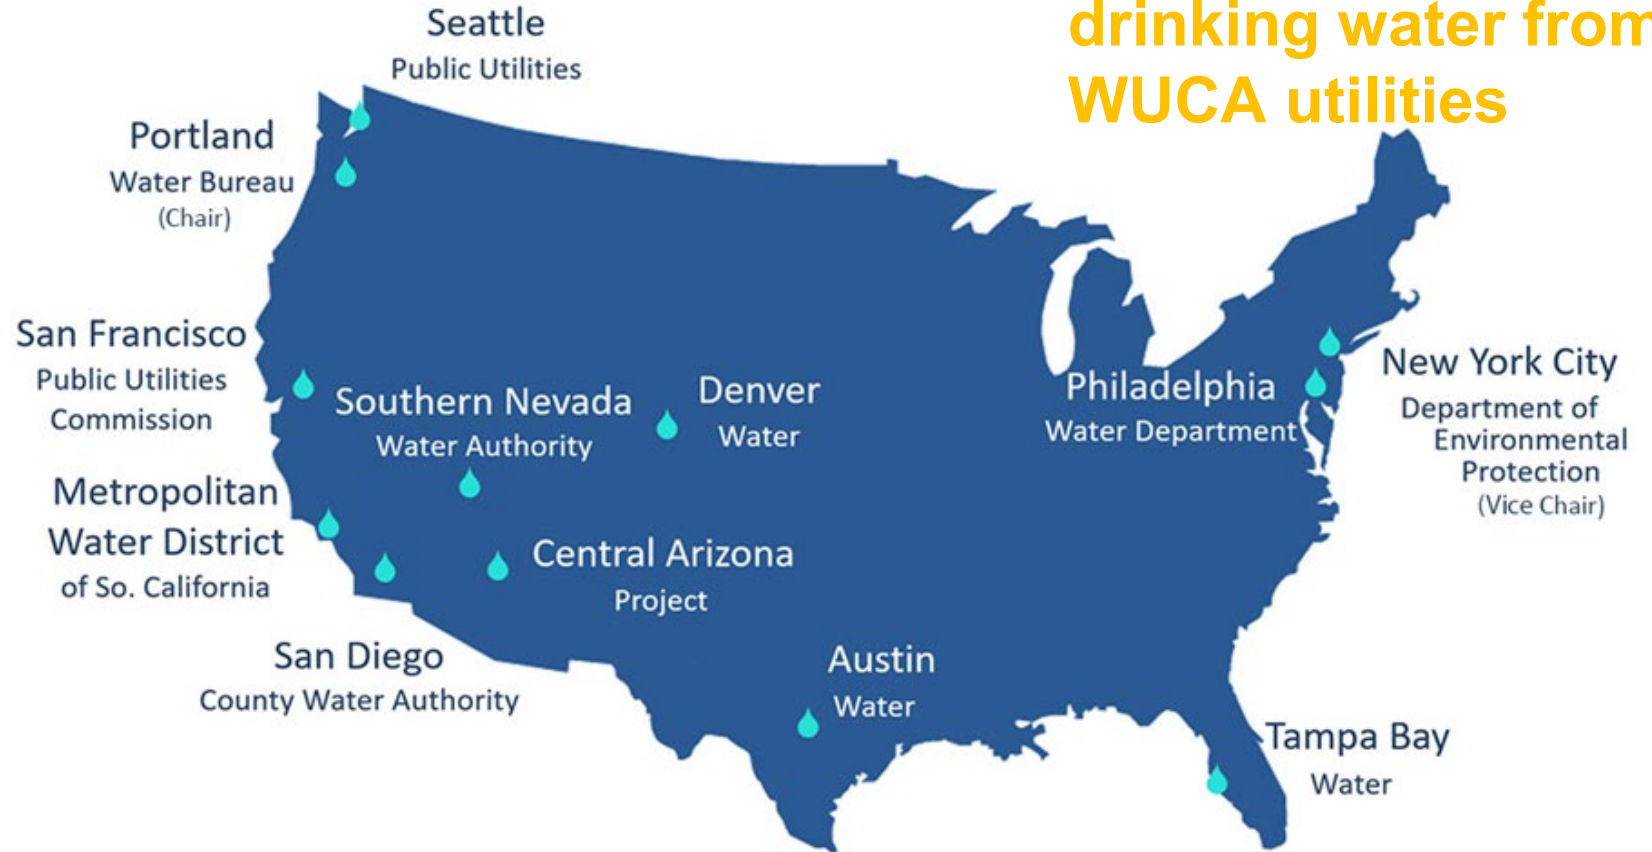 drinking water from
WUCA utilities
Seattle
Public Utilities
Portland
Water Bureau
(Chair)
San Francisco
Public Utilities
Commission
Southern Nevada
Water Authority
Denver
Water
Philadelphia
Water Department
New York City
Department of
Environmental
Protection
(Vice Chair)
Metropolitan
Water District
of So. California
Central Arizona
Project
San Diego
County Water Authority
Austin
Water
Tampa Bay
Water